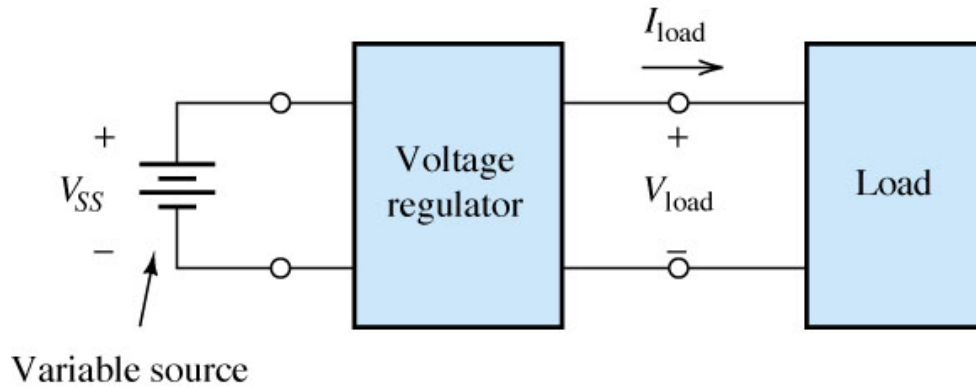 I_load
+
V_SS
−
Voltage
regulator
+
V_load
−
Load
Variable source